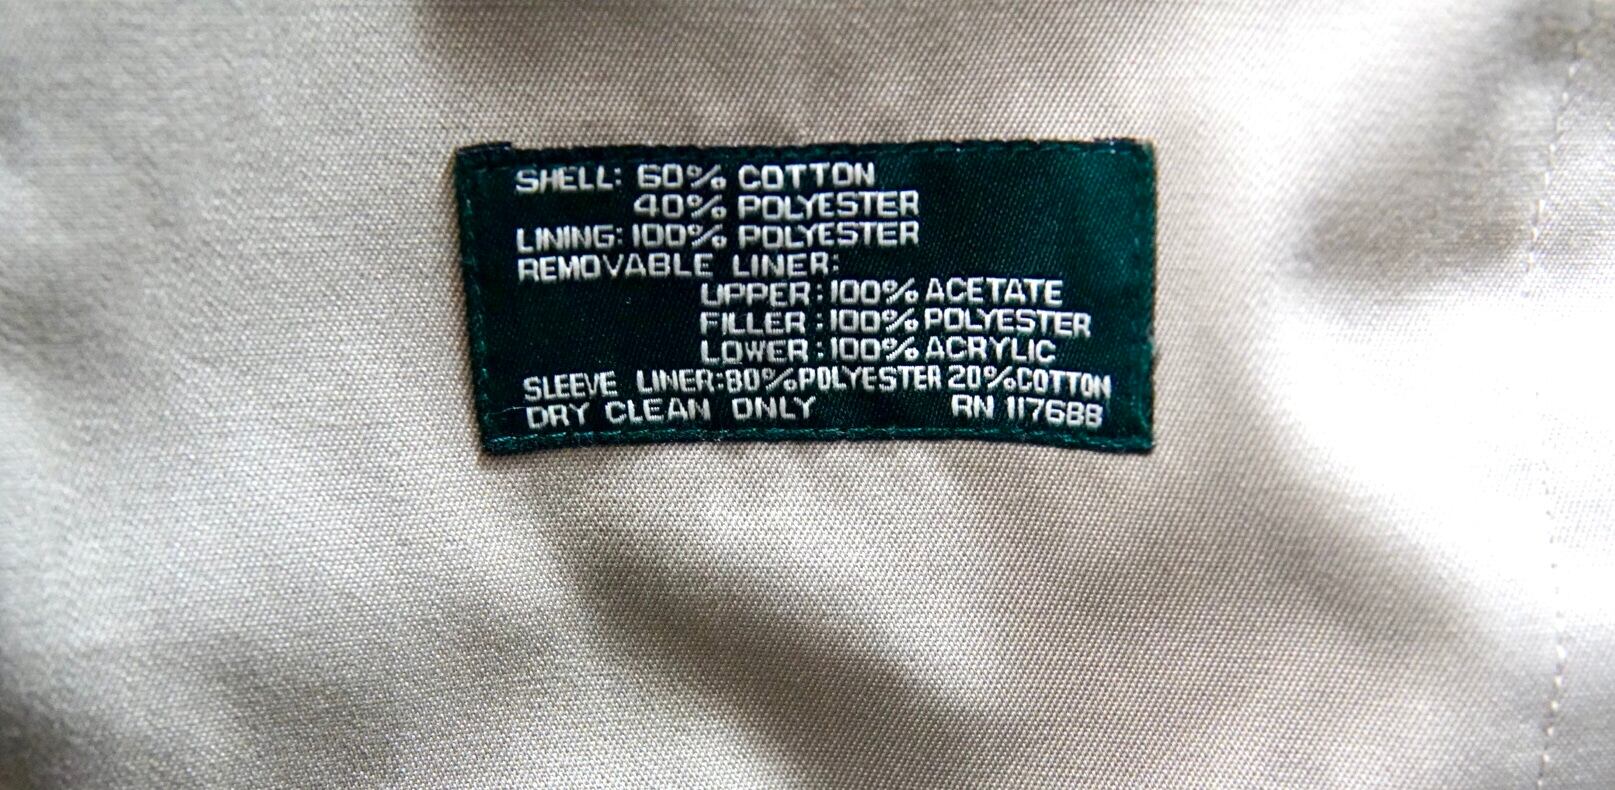 SHELL: 60% COTTON
40% POLYESTER
LINING: 100% POLYESTER
REMOVABLE LINER:
UPPER: 100% ACETATE
FILLER: 100% POLYESTER
LOWER: 100% ACRYLIC
SLEEVE LINER: 80% POLYESTER 20% COTTON
DRY CLEAN ONLY RN 117688